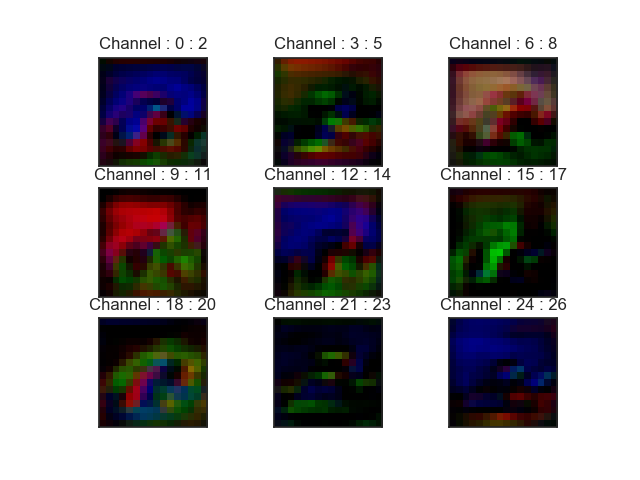 Channel : 0 : 2
Channel : 3 : 5
Channel : 6 : 8
Channel : 9 : 11
Channel : 12 : 14
Channel : 15 : 17
Channel : 18 : 20
Channel : 21 : 23
Channel : 24 : 26